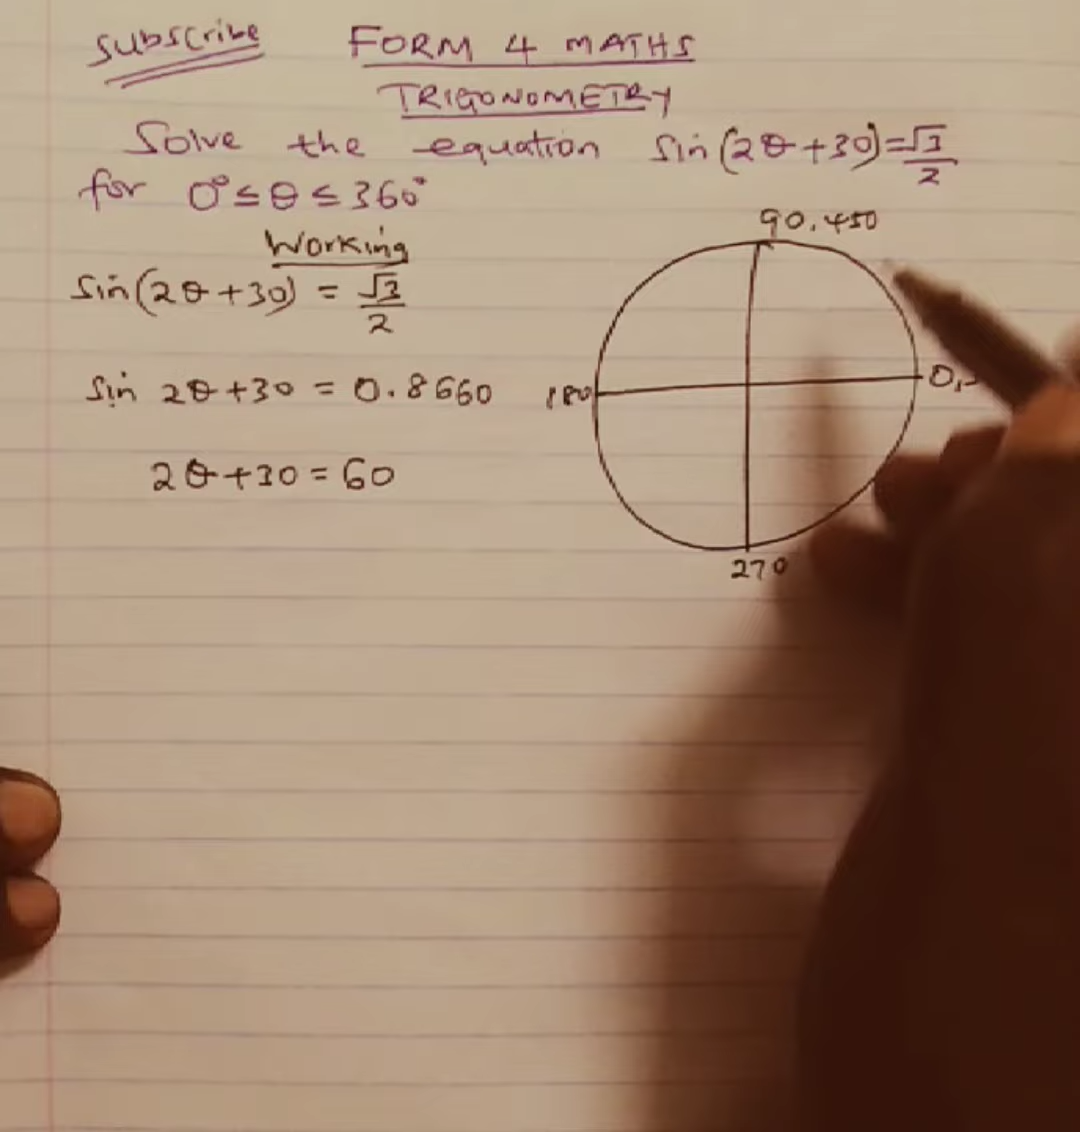 Subscribe FORM 4 MATHS
TRIGONOMETRY
Solve the equation sin(2θ+30)=√3/2
for 0°≤θ≤360°
Working
sin(2θ+30) = √3/2
sin 2θ+30 = 0.8660
2θ+30 = 60
90,450
180
0,
270